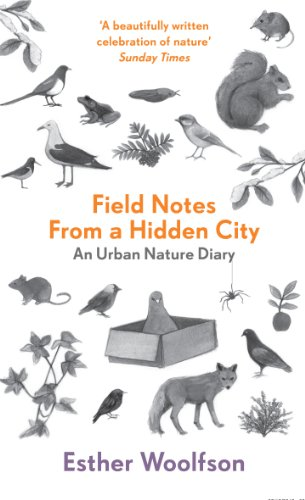 ‘A beautifully written
celebration of nature’
Sunday Times
Field Notes
From a Hidden City
An Urban Nature Diary
Esther Woolfson